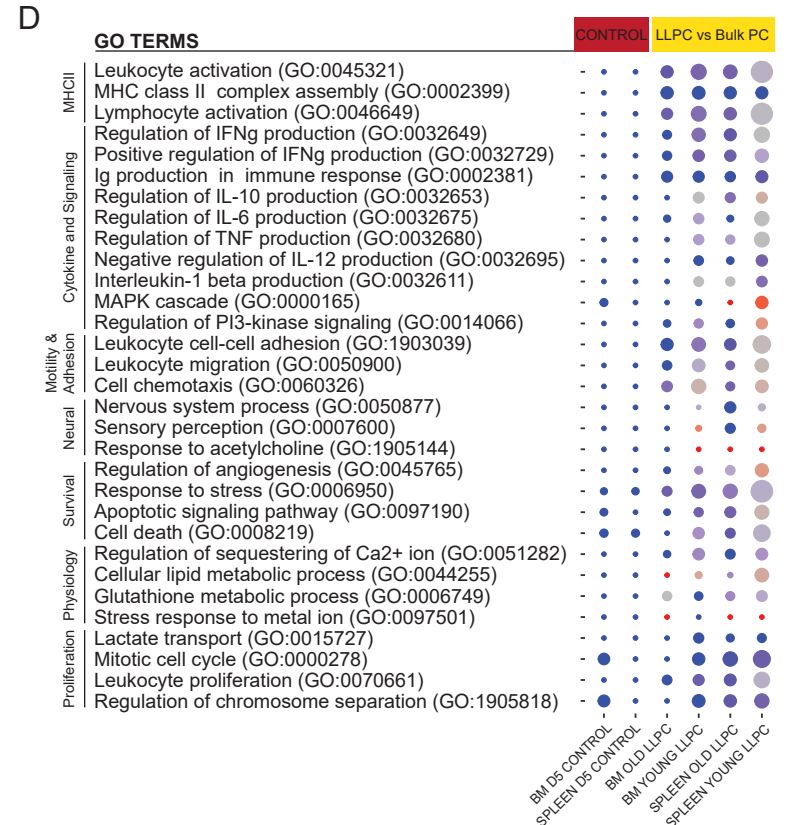 D
GO TERMS
CONTROL
LLPC vs Bulk PC
MHCII
Leukocyte activation (GO:0045321)
MHC class II complex assembly (GO:0002399)
Lymphocyte activation (GO:0046649)
Cytokine and Signaling
Regulation of IFNg production (GO:0032649)
Positive regulation of IFNg production (GO:0032729)
Ig production in immune response (GO:0002381)
Regulation of IL-10 production (GO:0032653)
Regulation of IL-6 production (GO:0032675)
Regulation of TNF production (GO:0032680)
Negative regulation of IL-12 production (GO:0032695)
Interleukin-1 beta production (GO:0032611)
MAPK cascade (GO:0000165)
Regulation of PI3-kinase signaling (GO:0014066)
Motility &
Adhesion
Leukocyte cell-cell adhesion (GO:1903039)
Leukocyte migration (GO:0050900)
Cell chemotaxis (GO:0060326)
Neural
Nervous system process (GO:0050877)
Sensory perception (GO:0007600)
Response to acetylcholine (GO:1905144)
Survival
Regulation of angiogenesis (GO:0045765)
Response to stress (GO:0006950)
Apoptotic signaling pathway (GO:0097190)
Cell death (GO:0008219)
Physiology
Regulation of sequestering of Ca2+ ion (GO:0051282)
Cellular lipid metabolic process (GO:0044255)
Glutathione metabolic process (GO:0006749)
Stress response to metal ion (GO:0097501)
Proliferation
Lactate transport (GO:0015727)
Mitotic cell cycle (GO:0000278)
Leukocyte proliferation (GO:0070661)
Regulation of chromosome separation (GO:1905818)
BM D5 CONTROL
SPLEEN D5 CONTROL
BM OLD LLPC
BM YOUNG LLPC
SPLEEN OLD LLPC
SPLEEN YOUNG LLPC